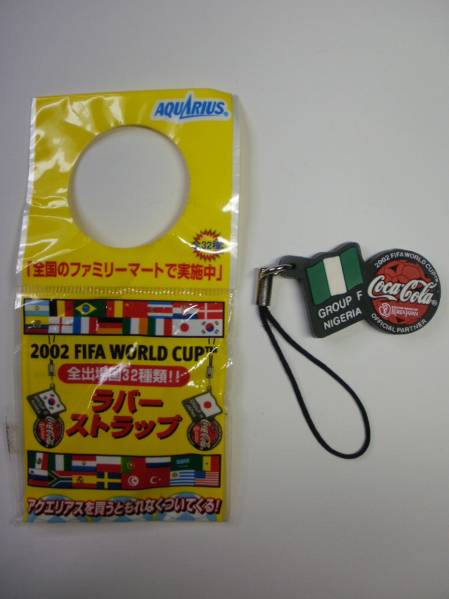 AQUARIUS
全32種
「全国のファミリーマートで実施中」
2002 FIFA WORLD CUP™
全出場国32種類!!
ラバー
ストラップ
アクエリアスを買うともれなくついてくる!
GROUP F
NIGERIA
2002 FIFA WORLD CUP™
Coca-Cola
OFFICIAL PARTNER